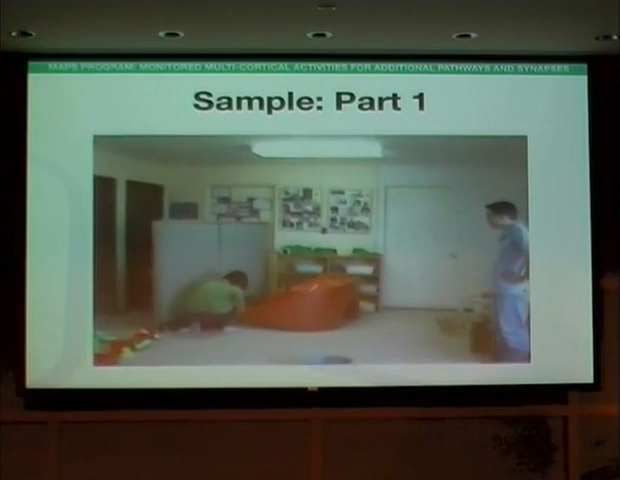 MAPS PROGRAM: MONITORED MULTI-CORTICAL ACTIVITIES FOR ADDITIONAL PATHWAYS AND SYNAPSES
Sample: Part 1